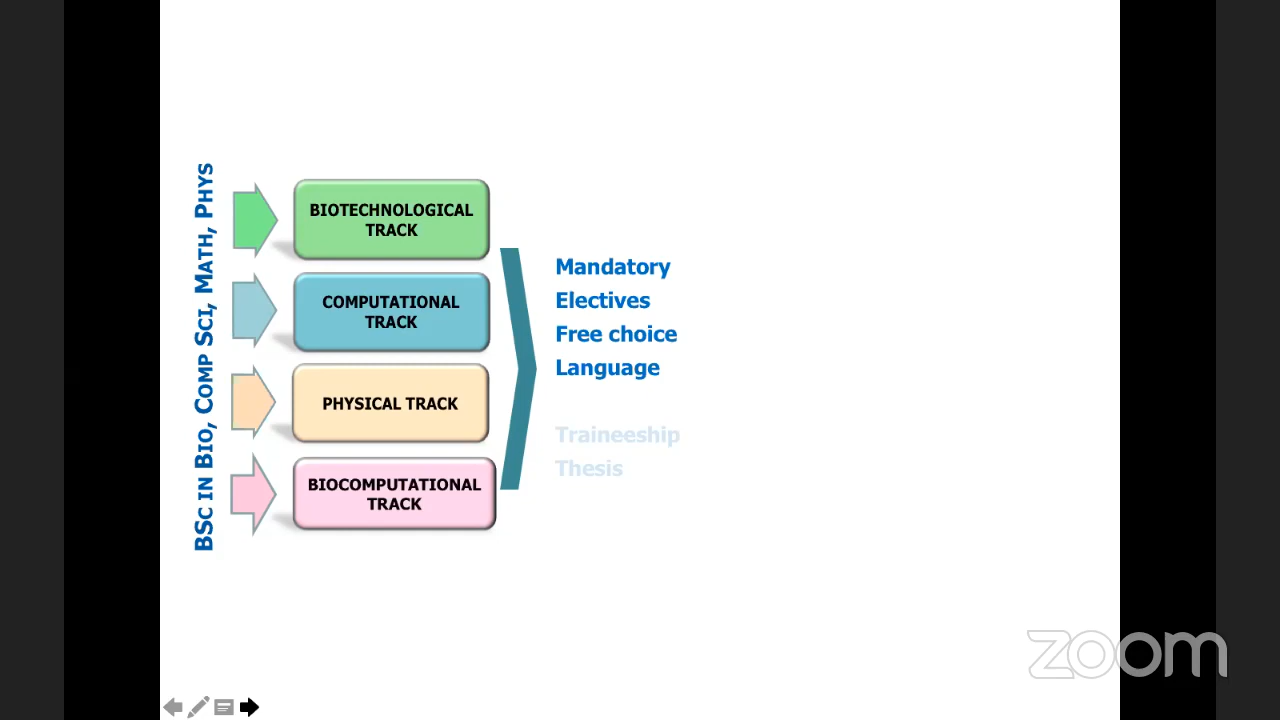 BSC IN BIO, COMP SCI, MATH, PHYS
BIOTECHNOLOGICAL
TRACK
COMPUTATIONAL
TRACK
PHYSICAL TRACK
BIOCOMPUTATIONAL
TRACK
Mandatory
Electives
Free choice
Language
Traineeship
Thesis
zoom